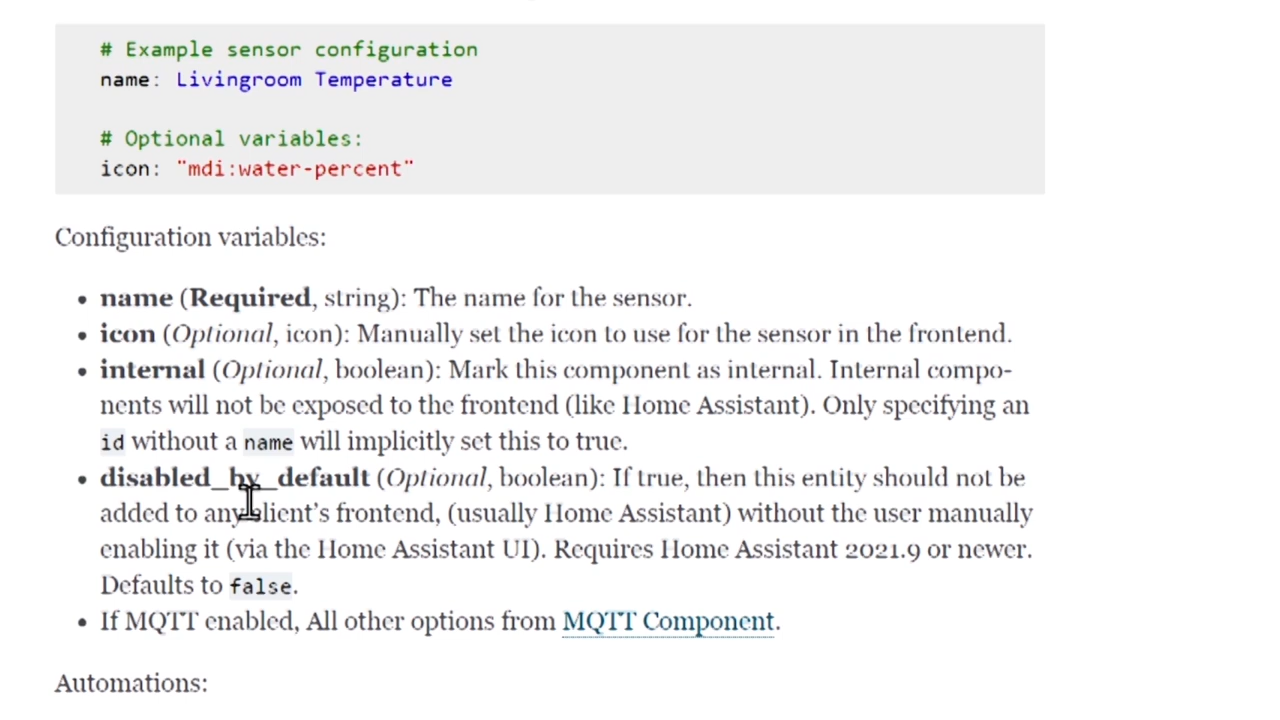 # Example sensor configuration
name: Livingroom Temperature
# Optional variables:
icon: "mdi:water-percent"
Configuration variables:
• name (Required, string): The name for the sensor.
• icon (Optional, icon): Manually set the icon to use for the sensor in the frontend.
• internal (Optional, boolean): Mark this component as internal. Internal compo-
nents will not be exposed to the frontend (like Home Assistant). Only specifying an
id without a name will implicitly set this to true.
• disabled_by_default (Optional, boolean): If true, then this entity should not be
added to any client's frontend, (usually Home Assistant) without the user manually
enabling it (via the Home Assistant UI). Requires Home Assistant 2021.9 or newer.
Defaults to false.
• If MQTT enabled, All other options from MQTT Component.
Automations: